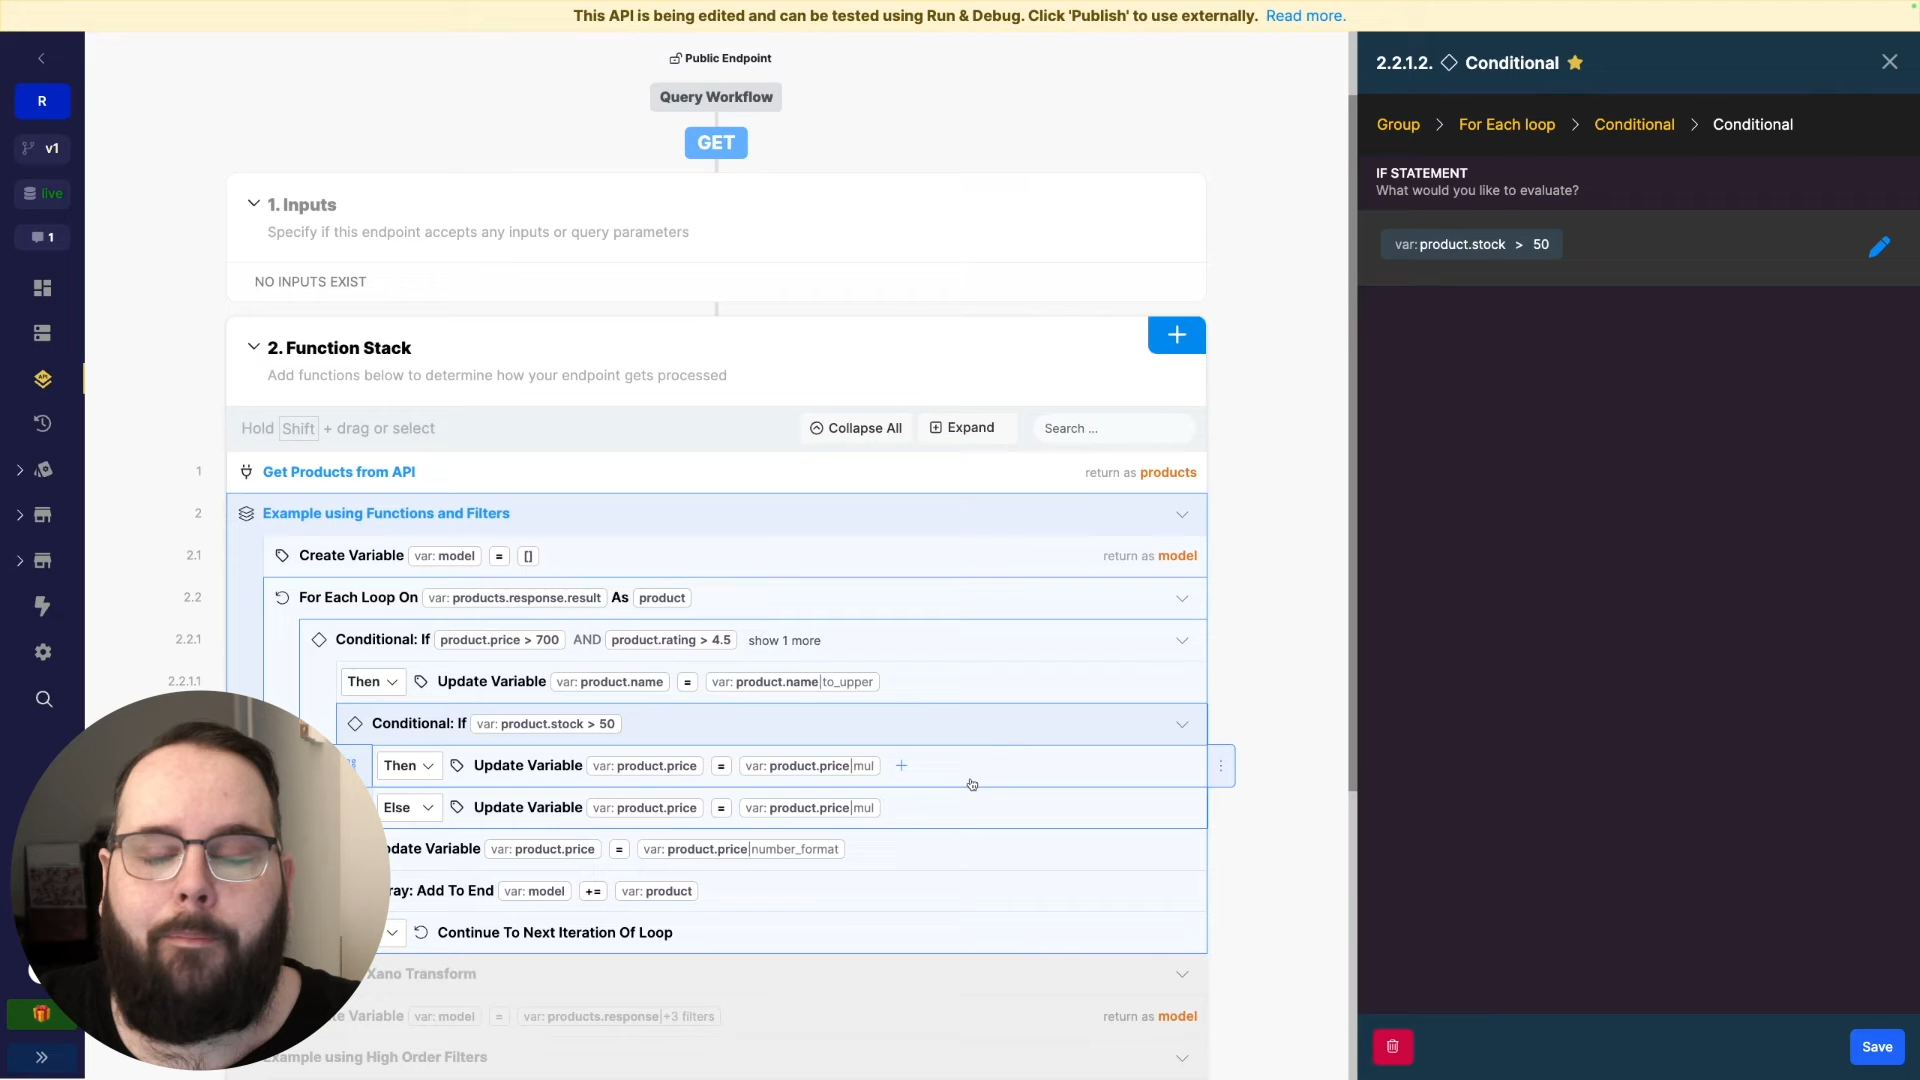 This API is being edited and can be tested using Run & Debug. Click 'Publish' to use externally. Read more.
R
v1
live
1
Public Endpoint
Query Workflow
GET
1. Inputs
Specify if this endpoint accepts any inputs or query parameters
NO INPUTS EXIST
2. Function Stack
Add functions below to determine how your endpoint gets processed
Hold Shift + drag or select
Collapse All
Expand
Search ...
1 Get Products from API return as products
2 Example using Functions and Filters
2.1 Create Variable var: model = [] return as model
2.2 For Each Loop On var: products.response.result As product
2.2.1 Conditional: If product.price > 700 AND product.rating > 4.5 show 1 more
2.2.1.1 Then Update Variable var: product.name = var: product.name|to_upper
Conditional: If var: product.stock > 50
Then Update Variable var: product.price = var: product.price|mul
Else Update Variable var: product.price = var: product.price|mul
pdate Variable var: product.price = var: product.price|number_format
ray: Add To End var: model += var: product
Continue To Next Iteration Of Loop
Xano Transform
e Variable var: model = var: products.response|+3 filters return as model
xample using High Order Filters
2.2.1.2. Conditional
Group > For Each loop > Conditional > Conditional
IF STATEMENT
What would you like to evaluate?
var: product.stock > 50
Save